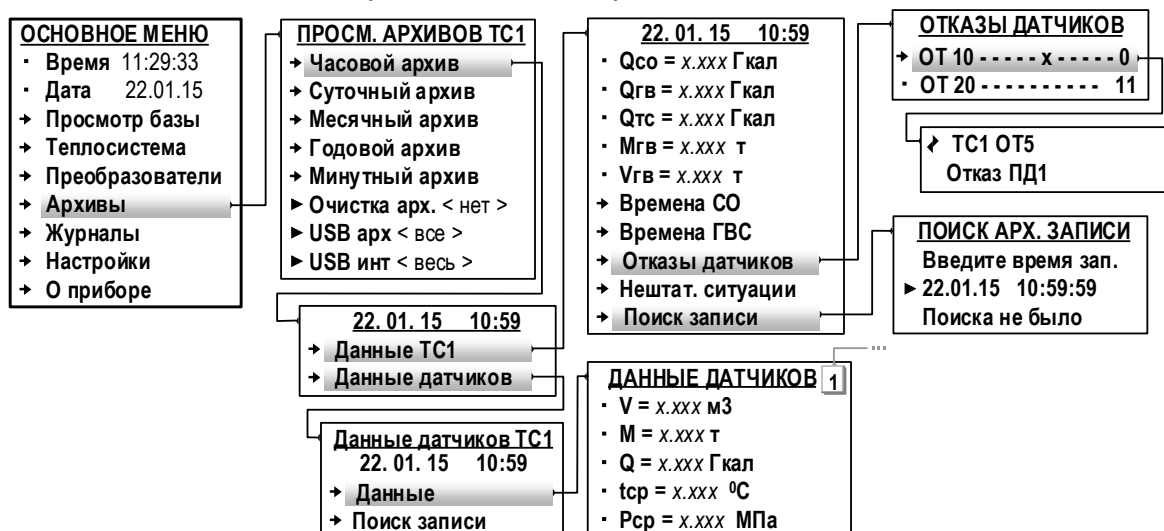 ОСНОВНОЕ МЕНЮ
· Время 11:29:33
· Дата 22.01.15
➔ Просмотр базы
➔ Теплосистема
➔ Преобразователи
➔ Архивы
➔ Журналы
➔ Настройки
➔ О приборе
ПРОСМ. АРХИВОВ ТС1
➔ Часовой архив
➔ Суточный архив
➔ Месячный архив
➔ Годовой архив
➔ Минутный архив
► Очистка арх. < нет >
► USB арх < все >
► USB инт < весь >
22. 01. 15 10:59
➔ Данные ТС1
➔ Данные датчиков
Данные датчиков ТС1
22. 01. 15 10:59
➔ Данные
➔ Поиск записи
22. 01. 15 10:59
· Qсо = x.xxx Гкал
· Qгв = x.xxx Гкал
· Qтс = x.xxx Гкал
· Мгв = x.xxx т
· Vгв = x.xxx т
➔ Времена СО
➔ Времена ГВС
➔ Отказы датчиков
➔ Нештат. ситуации
➔ Поиск записи
ДАННЫЕ ДАТЧИКОВ 1
...
· V = x.xxx м3
· M = x.xxx т
· Q = x.xxx Гкал
· tср = x.xxx ⁰С
· Pср = x.xxx МПа
ОТКАЗЫ ДАТЧИКОВ
➔ ОТ 10 - - - - - х - - - - - 0
· ОТ 20 - - - - - - - - - - 11
ТС1 ОТ5
Отказ ПД1
ПОИСК АРХ. ЗАПИСИ
Введите время зап.
► 22.01.15 10:59:59
Поиска не было